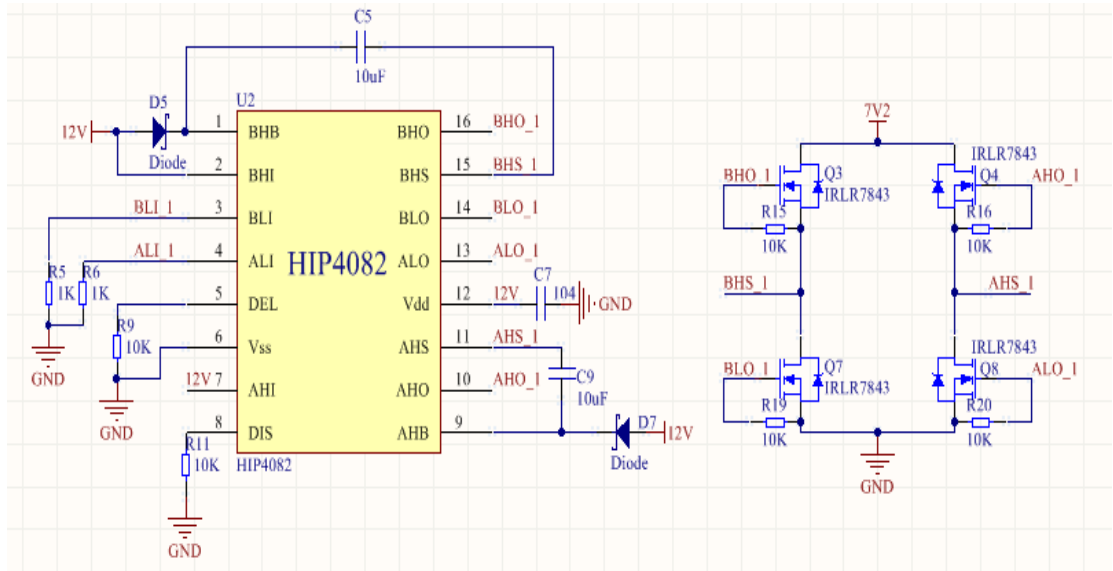 C5
10uF
D5
12V
Diode
U2
1 BHB
2 BHI
BLI_1 3 BLI
ALI_1 4 ALI
5 DEL
6 Vss
12V 7 AHI
8 DIS
HIP4082
BHO 16 BHO_1
BHS 15 BHS_1
BLO 14 BLO_1
ALO 13 ALO_1
Vdd 12 12V
AHS 11 AHS_1
AHO 10 AHO_1
AHB 9
HIP4082
R5 R6
1K 1K
GND
R9
10K
GND
R11
10K
GND
C7
104
GND
C9
10uF
D7
12V
Diode
7V2
BHO_1
Q3
IRLR7843
R15
10K
IRLR7843
Q4
AHO_1
R16
10K
BHS_1
AHS_1
BLO_1
Q7
IRLR7843
R19
10K
IRLR7843
Q8
ALO_1
R20
10K
GND